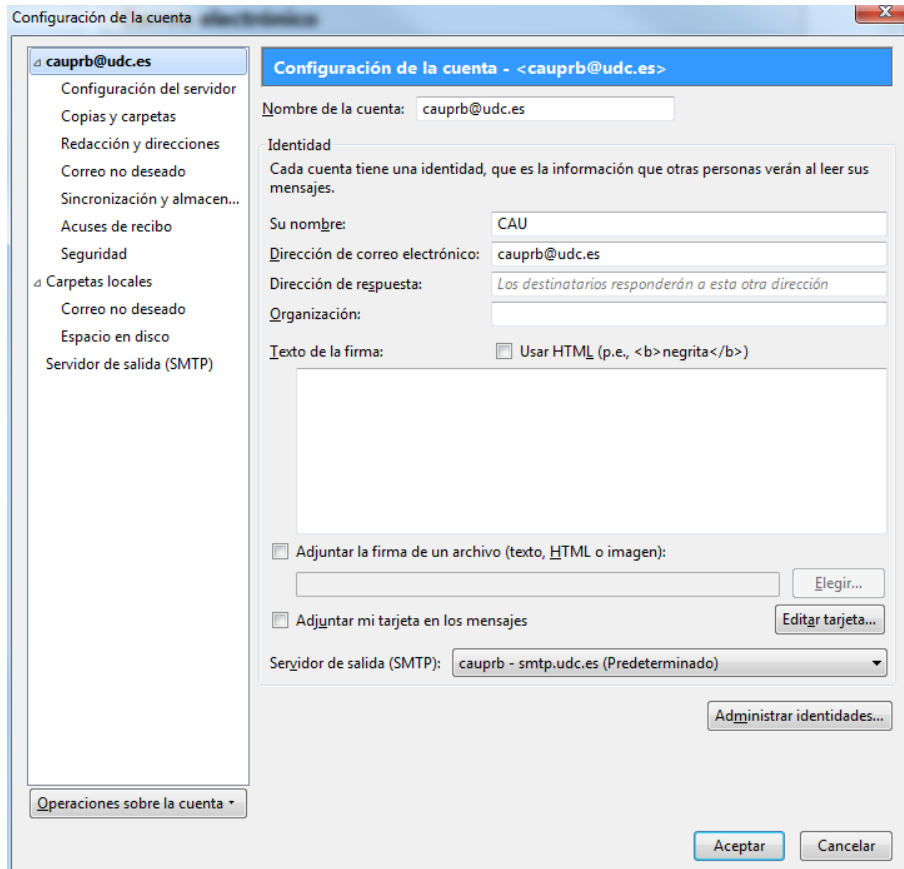 Configuración de la cuenta
electrónico
cauprb@udc.es
Configuración del servidor
Copias y carpetas
Redacción y direcciones
Correo no deseado
Sincronización y almacen...
Acuses de recibo
Seguridad
Carpetas locales
Correo no deseado
Espacio en disco
Servidor de salida (SMTP)
Operaciones sobre la cuenta
Configuración de la cuenta - <cauprb@udc.es>
Nombre de la cuenta: cauprb@udc.es
Identidad
Cada cuenta tiene una identidad, que es la información que otras personas verán al leer sus
mensajes.
Su nombre: CAU
Dirección de correo electrónico: cauprb@udc.es
Dirección de respuesta: Los destinatarios responderán a esta otra dirección
Organización:
Texto de la firma: Usar HTML (p.e., <b>negrita</b>)
Adjuntar la firma de un archivo (texto, HTML o imagen):
Elegir...
Adjuntar mi tarjeta en los mensajes Editar tarjeta...
Servidor de salida (SMTP): cauprb - smtp.udc.es (Predeterminado)
Administrar identidades...
Aceptar Cancelar